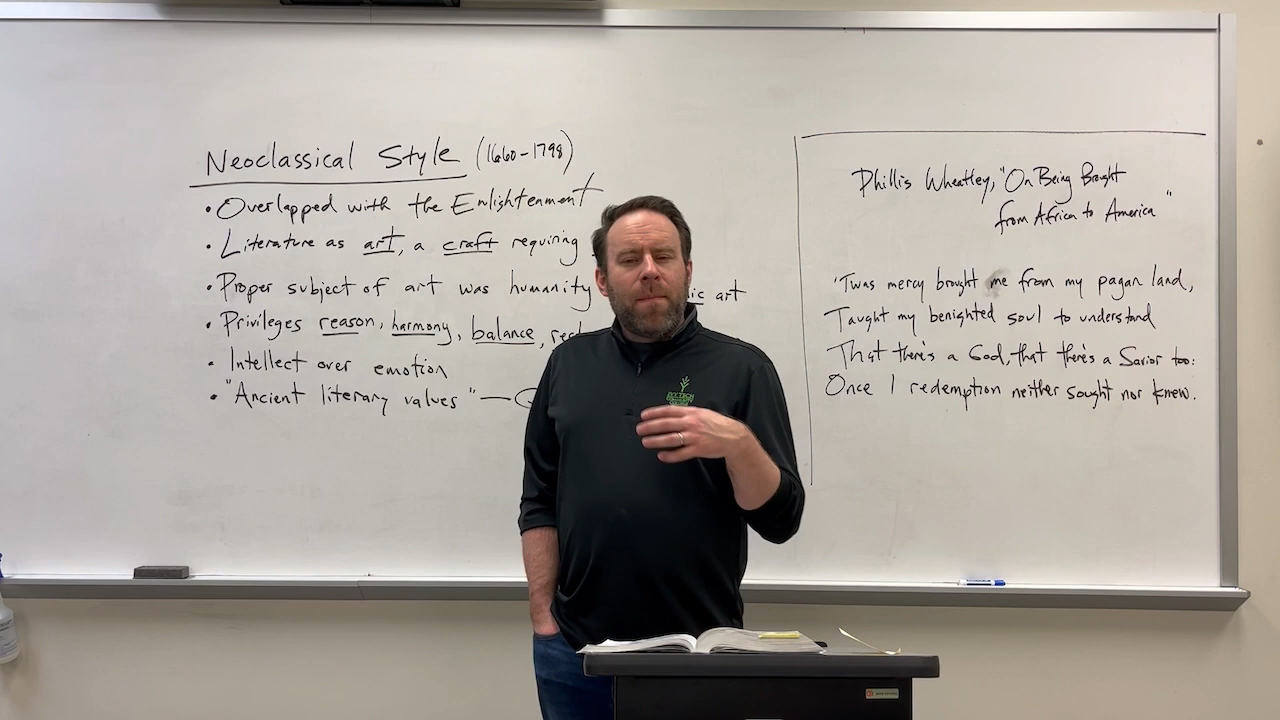 Neoclassical Style (1660-1798)
• Overlapped with the Enlightenment
• Literature as art, a craft requiring
• Proper subject of art was humanity
art
• Privileges reason, harmony, balance,
• Intellect over emotion
• "Ancient literary values" —
Phillis Wheatley, "On Being Brought
from Africa to America"
'Twas mercy brought me from my pagan land,
Taught my benighted soul to understand
That there's a God, that there's a Savior too:
Once I redemption neither sought nor knew.